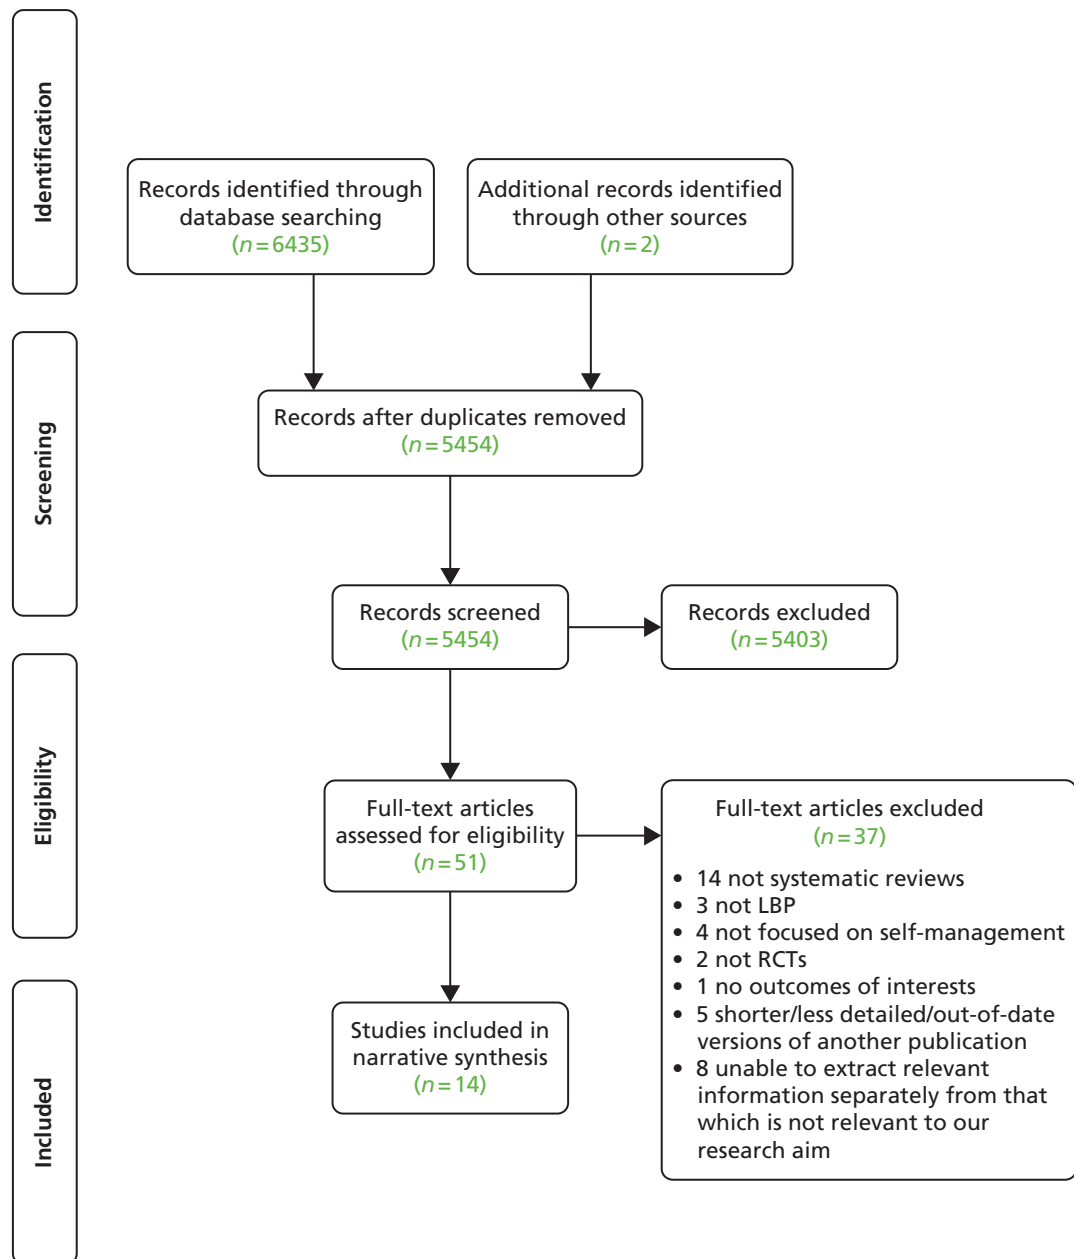 Identification
Records identified through
database searching
(n=6435)
Additional records identified
through other sources
(n=2)
Screening
Records after duplicates removed
(n=5454)
Records screened
(n=5454)
Records excluded
(n=5403)
Eligibility
Full-text articles
assessed for eligibility
(n=51)
Full-text articles excluded
(n=37)
• 14 not systematic reviews
• 3 not LBP
• 4 not focused on self-management
• 2 not RCTs
• 1 no outcomes of interests
• 5 shorter/less detailed/out-of-date
versions of another publication
• 8 unable to extract relevant
information separately from that
which is not relevant to our
research aim
Included
Studies included in
narrative synthesis
(n=14)